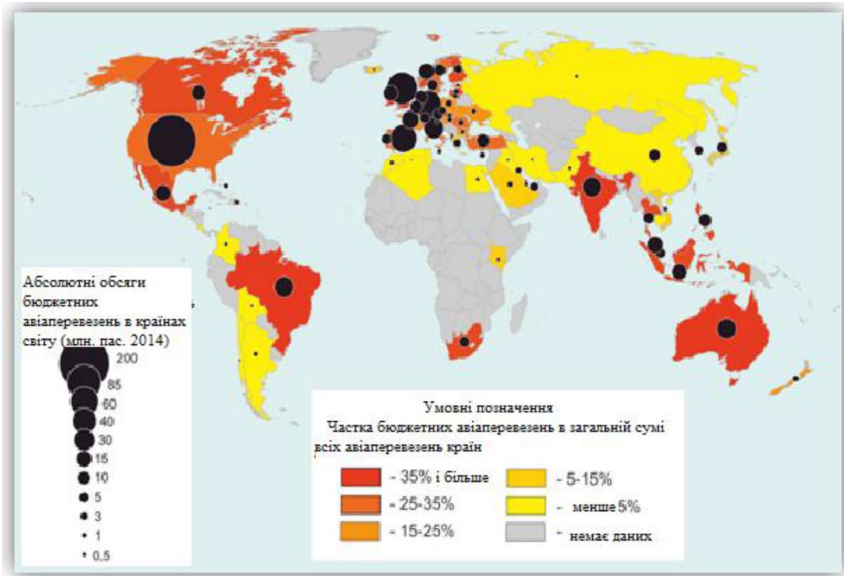 Абсолютні обсяги
бюджетних
авіаперевезень в країнах
світу (млн. пас. 2014)
200
85
60
40
30
15
10
5
3
1
0,5
Умовні позначення
Частка бюджетних авіаперевезень в загальній сумі
всіх авіаперевезень країн
- 35% і більше
- 25-35%
- 15-25%
- 5-15%
- менше 5%
- немає даних